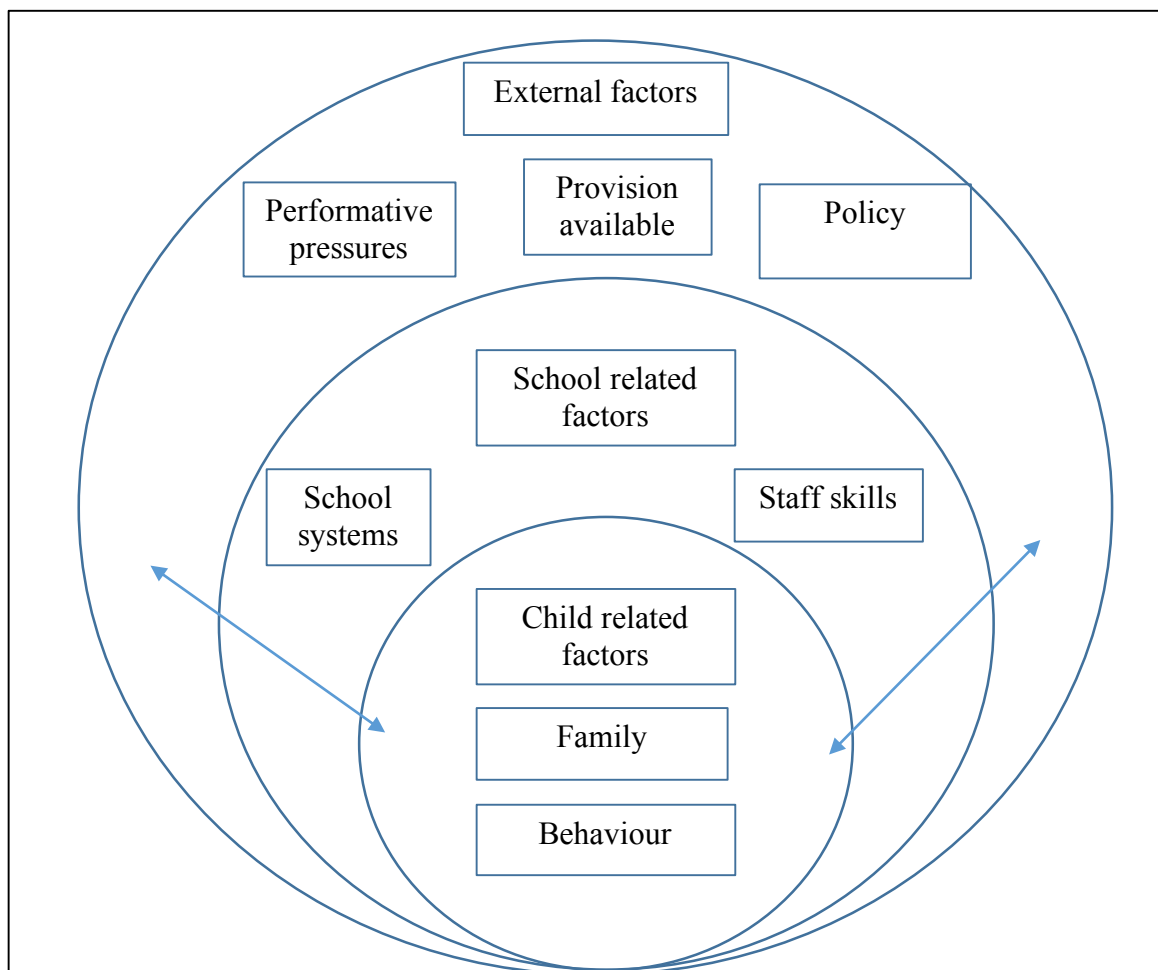 External factors
Performative
pressures
Provision
available
Policy
School related
factors
School
systems
Staff skills
Child related
factors
Family
Behaviour